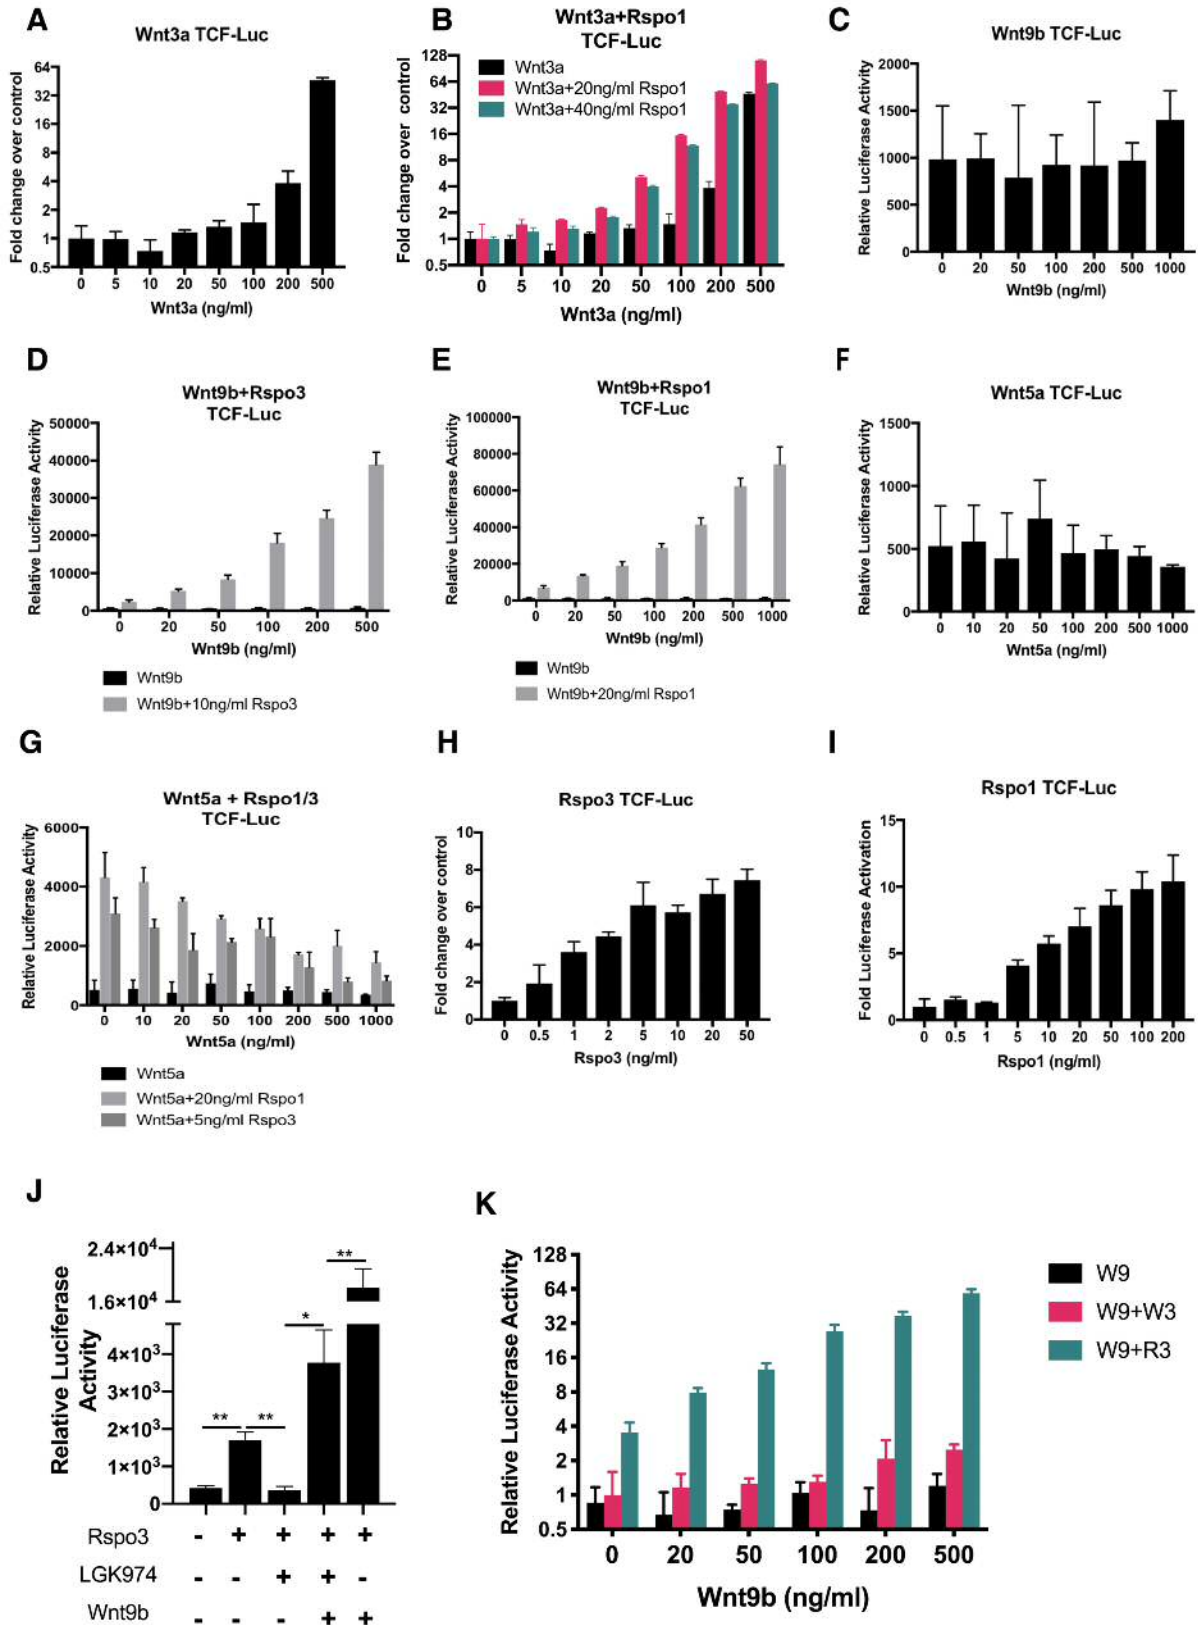 A
Wnt3a TCF-Luc
Fold change over control
64
32
16
8
4
2
1
0.5
0 5 10 20 50 100 200 500
Wnt3a (ng/ml)
B
Wnt3a+Rspo1
TCF-Luc
Fold change over control
128
64
32
16
8
4
2
1
0.5
Wnt3a
Wnt3a+20ng/ml Rspo1
Wnt3a+40ng/ml Rspo1
0 5 10 20 50 100 200 500
Wnt3a (ng/ml)
C
Wnt9b TCF-Luc
Relative Luciferase Activity
2000
1500
1000
500
0
0 20 50 100 200 500 1000
Wnt9b (ng/ml)
D
Wnt9b+Rspo3
TCF-Luc
Relative Luciferase Activity
50000
40000
30000
20000
10000
0
0 20 50 100 200 500
Wnt9b (ng/ml)
Wnt9b
Wnt9b+10ng/ml Rspo3
E
Wnt9b+Rspo1
TCF-Luc
Relative Luciferase Activity
100000
80000
60000
40000
20000
0
0 20 50 100 200 500 1000
Wnt9b (ng/ml)
Wnt9b
Wnt9b+20ng/ml Rspo1
F
Wnt5a TCF-Luc
Relative Luciferase Activity
1500
1000
500
0
0 10 20 50 100 200 500 1000
Wnt5a (ng/ml)
G
Wnt5a + Rspo1/3
TCF-Luc
Relative Luciferase Activity
6000
4000
2000
0
0 10 20 50 100 200 500 1000
Wnt5a (ng/ml)
Wnt5a
Wnt5a+20ng/ml Rspo1
Wnt5a+5ng/ml Rspo3
H
Rspo3 TCF-Luc
Fold change over control
10
8
6
4
2
0
0 0.5 1 2 5 10 20 50
Rspo3 (ng/ml)
I
Rspo1 TCF-Luc
Fold Luciferase Activation
15
10
5
0
0 0.5 1 5 10 20 50 100 200
Rspo1 (ng/ml)
J
Relative Luciferase
Activity
2.4×10⁴
1.6×10⁴
4×10³
3×10³
2×10³
1×10³
0
** ** * **
Rspo3 - + + + +
LGK974 - - + + -
Wnt9b - - - + +
K
Relative Luciferase Activity
128
64
32
16
8
4
2
1
0.5
0 20 50 100 200 500
Wnt9b (ng/ml)
W9
W9+W3
W9+R3